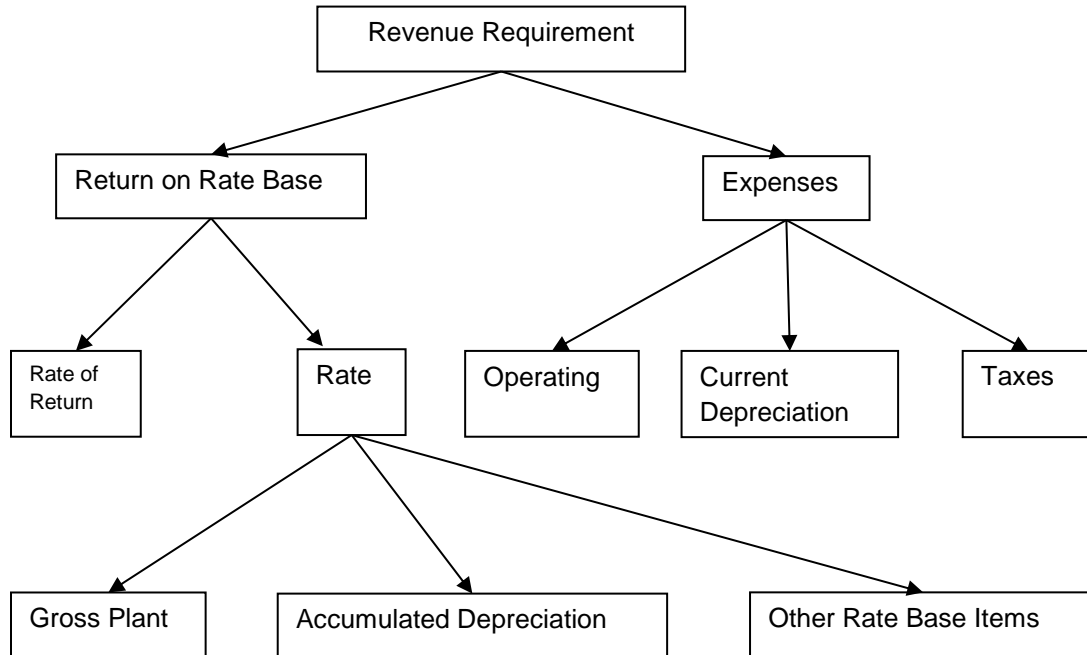 Revenue Requirement
Return on Rate Base
Expenses
Rate of
Return
Rate
Operating
Current
Depreciation
Taxes
Gross Plant
Accumulated Depreciation
Other Rate Base Items